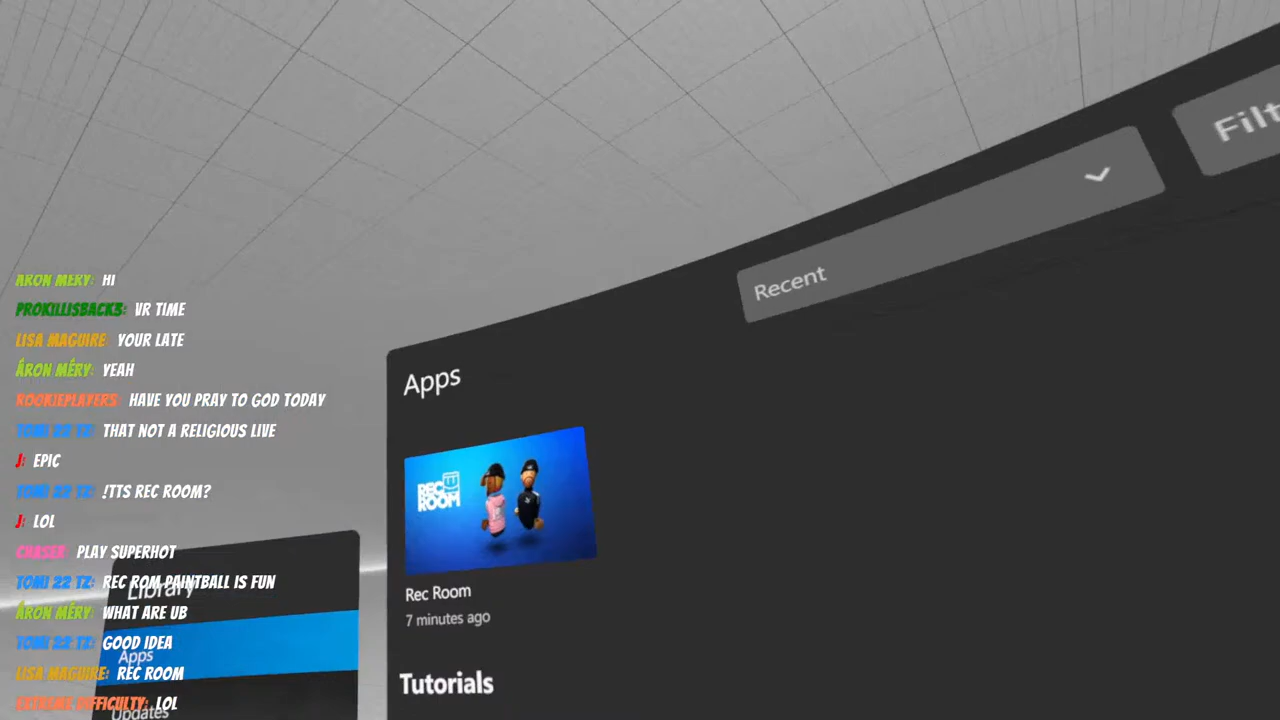 Filt
Recent
Apps
REC
ROOM
Rec Room
7 minutes ago
Tutorials
Library
Apps
Updates
ÁRON MÉRY: HI
PROKILLISBACK3: VR TIME
LISA MAGUIRE: YOUR LATE
ÁRON MÉRY: YEAH
ROOKIEPLAYERS: HAVE YOU PRAY TO GOD TODAY
TOMI 22 TZ: THAT NOT A RELIGIOUS LIVE
J: EPIC
TOMI 22 TZ: !TTS REC ROOM?
J: LOL
CHASER: PLAY SUPERHOT
TOMI 22 TZ: REC ROM PAINTBALL IS FUN
ÁRON MÉRY: WHAT ARE UB
TOMI 22 TZ: GOOD IDEA
LISA MAGUIRE: REC ROOM
EXTREME DIFFICULTY: LOL